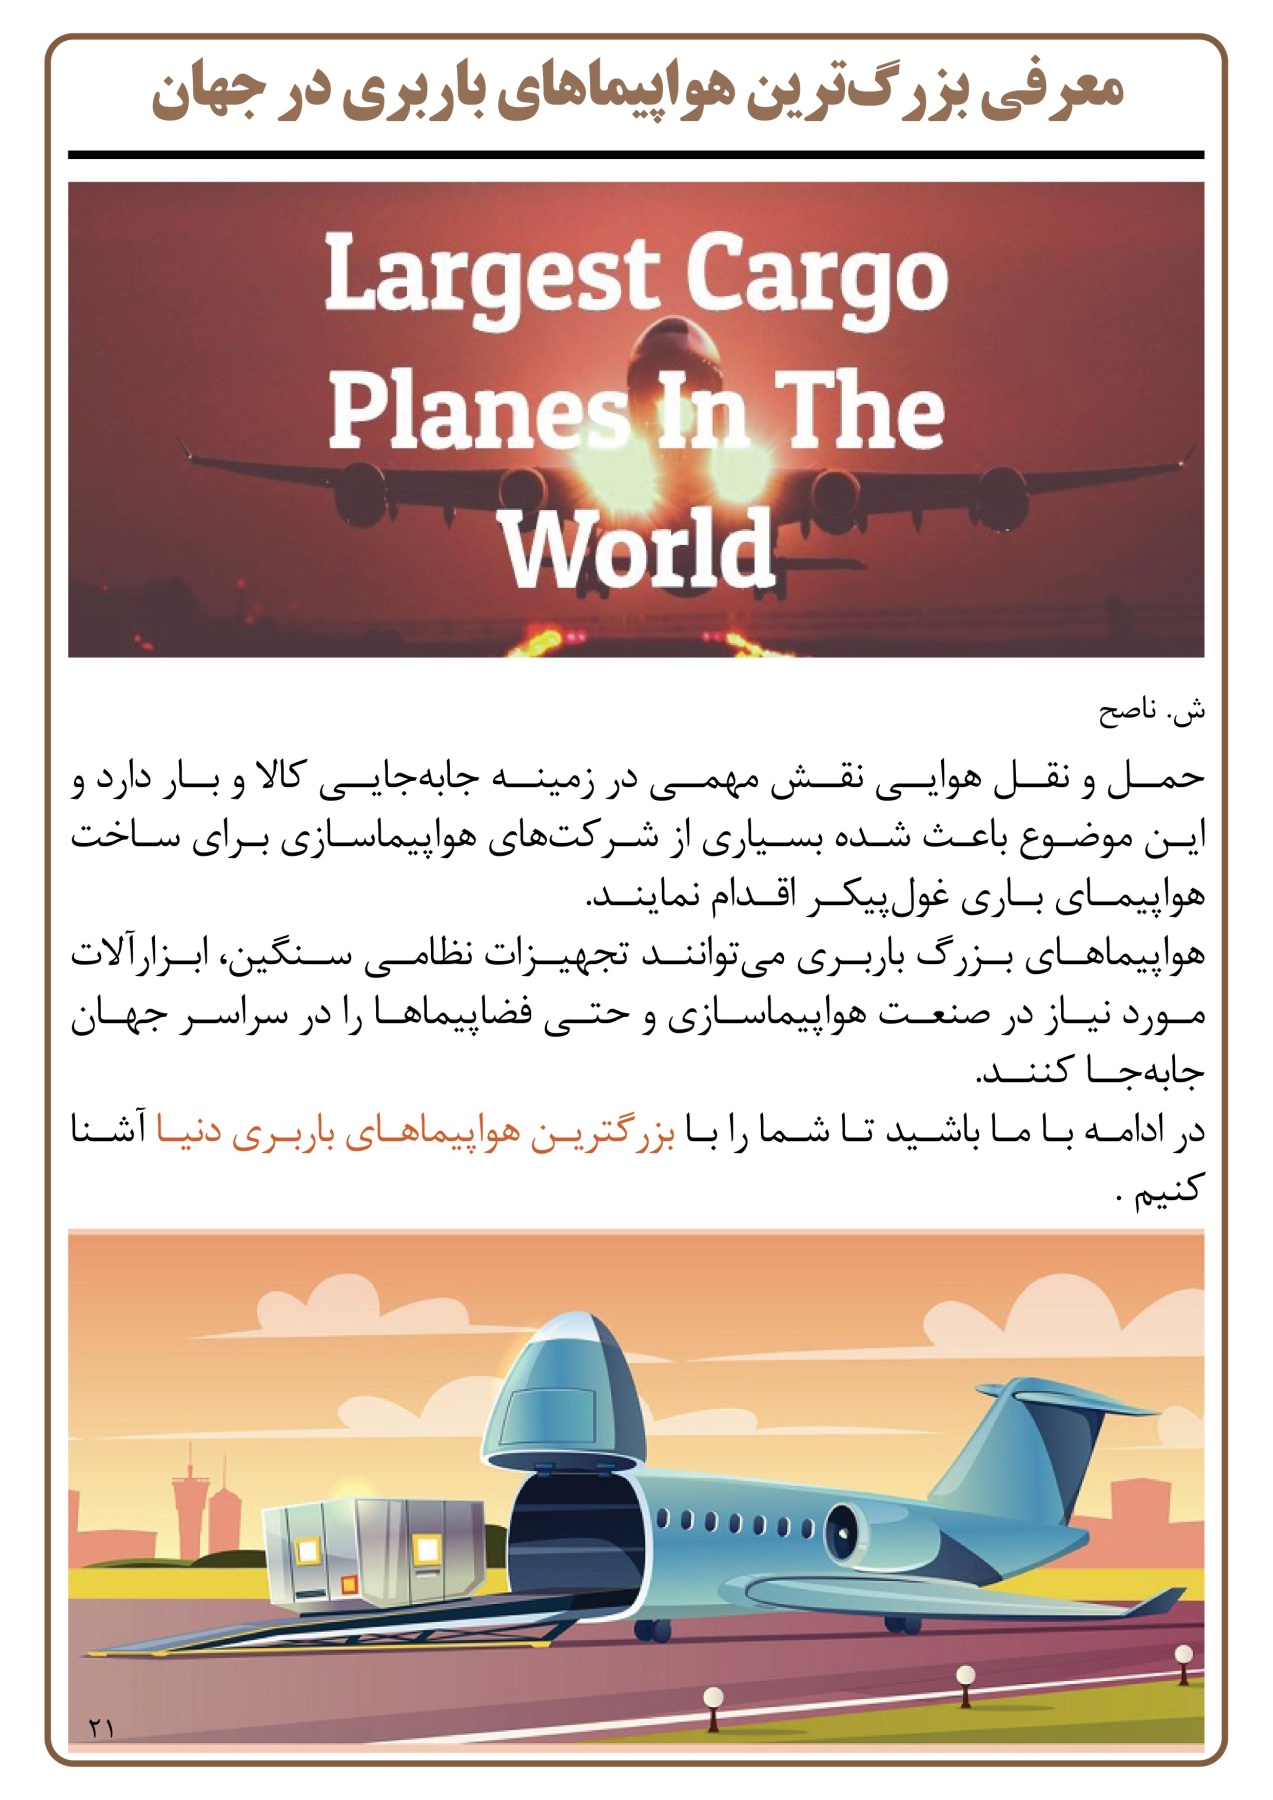 معرفی بزرگ‌ترین هواپیماهای باربری در جهان
Largest Cargo
Planes In The
World
ش. ناصح
حمل و نقل هوایی نقش مهمی در زمینه جابه‌جایی کالا و بار دارد و
این موضوع باعث شده بسیاری از شرکت‌های هواپیماسازی برای ساخت
هواپیمای باری غول‌پیکر اقدام نمایند.
هواپیماهای بزرگ باربری می‌توانند تجهیزات نظامی سنگین، ابزارآلات
مورد نیاز در صنعت هواپیماسازی و حتی فضاپیماها را در سراسر جهان
جابه‌جا کنند.
در ادامه با ما باشید تا شما را با بزرگترین هواپیماهای باربری دنیا آشنا
کنیم .
۲۱